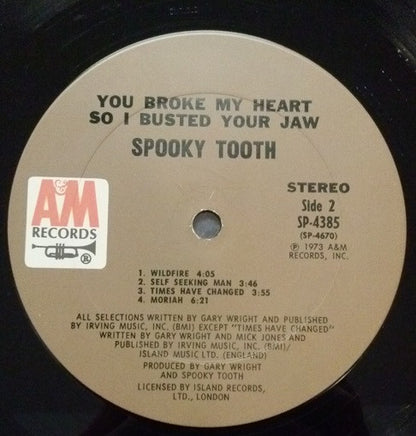 YOU BROKE MY HEART
SO I BUSTED YOUR JAW
SPOOKY TOOTH
A&M
RECORDS
®
STEREO
Side 2
SP-4385
(SP-4670)
℗ 1973 A&M
RECORDS, INC.
1. WILDFIRE 4:05
2. SELF SEEKING MAN 3:46
3. TIMES HAVE CHANGED 3:55
4. MORIAH 6:21
ALL SELECTIONS WRITTEN BY GARY WRIGHT AND PUBLISHED
BY IRVING MUSIC, INC. (BMI) EXCEPT "TIMES HAVE CHANGED"
WRITTEN BY GARY WRIGHT AND MICK JONES AND
PUBLISHED BY IRVING MUSIC, INC. (BMI)/
ISLAND MUSIC LTD. (ENGLAND)
PRODUCED BY GARY WRIGHT
AND SPOOKY TOOTH
LICENSED BY ISLAND RECORDS,
LTD., LONDON